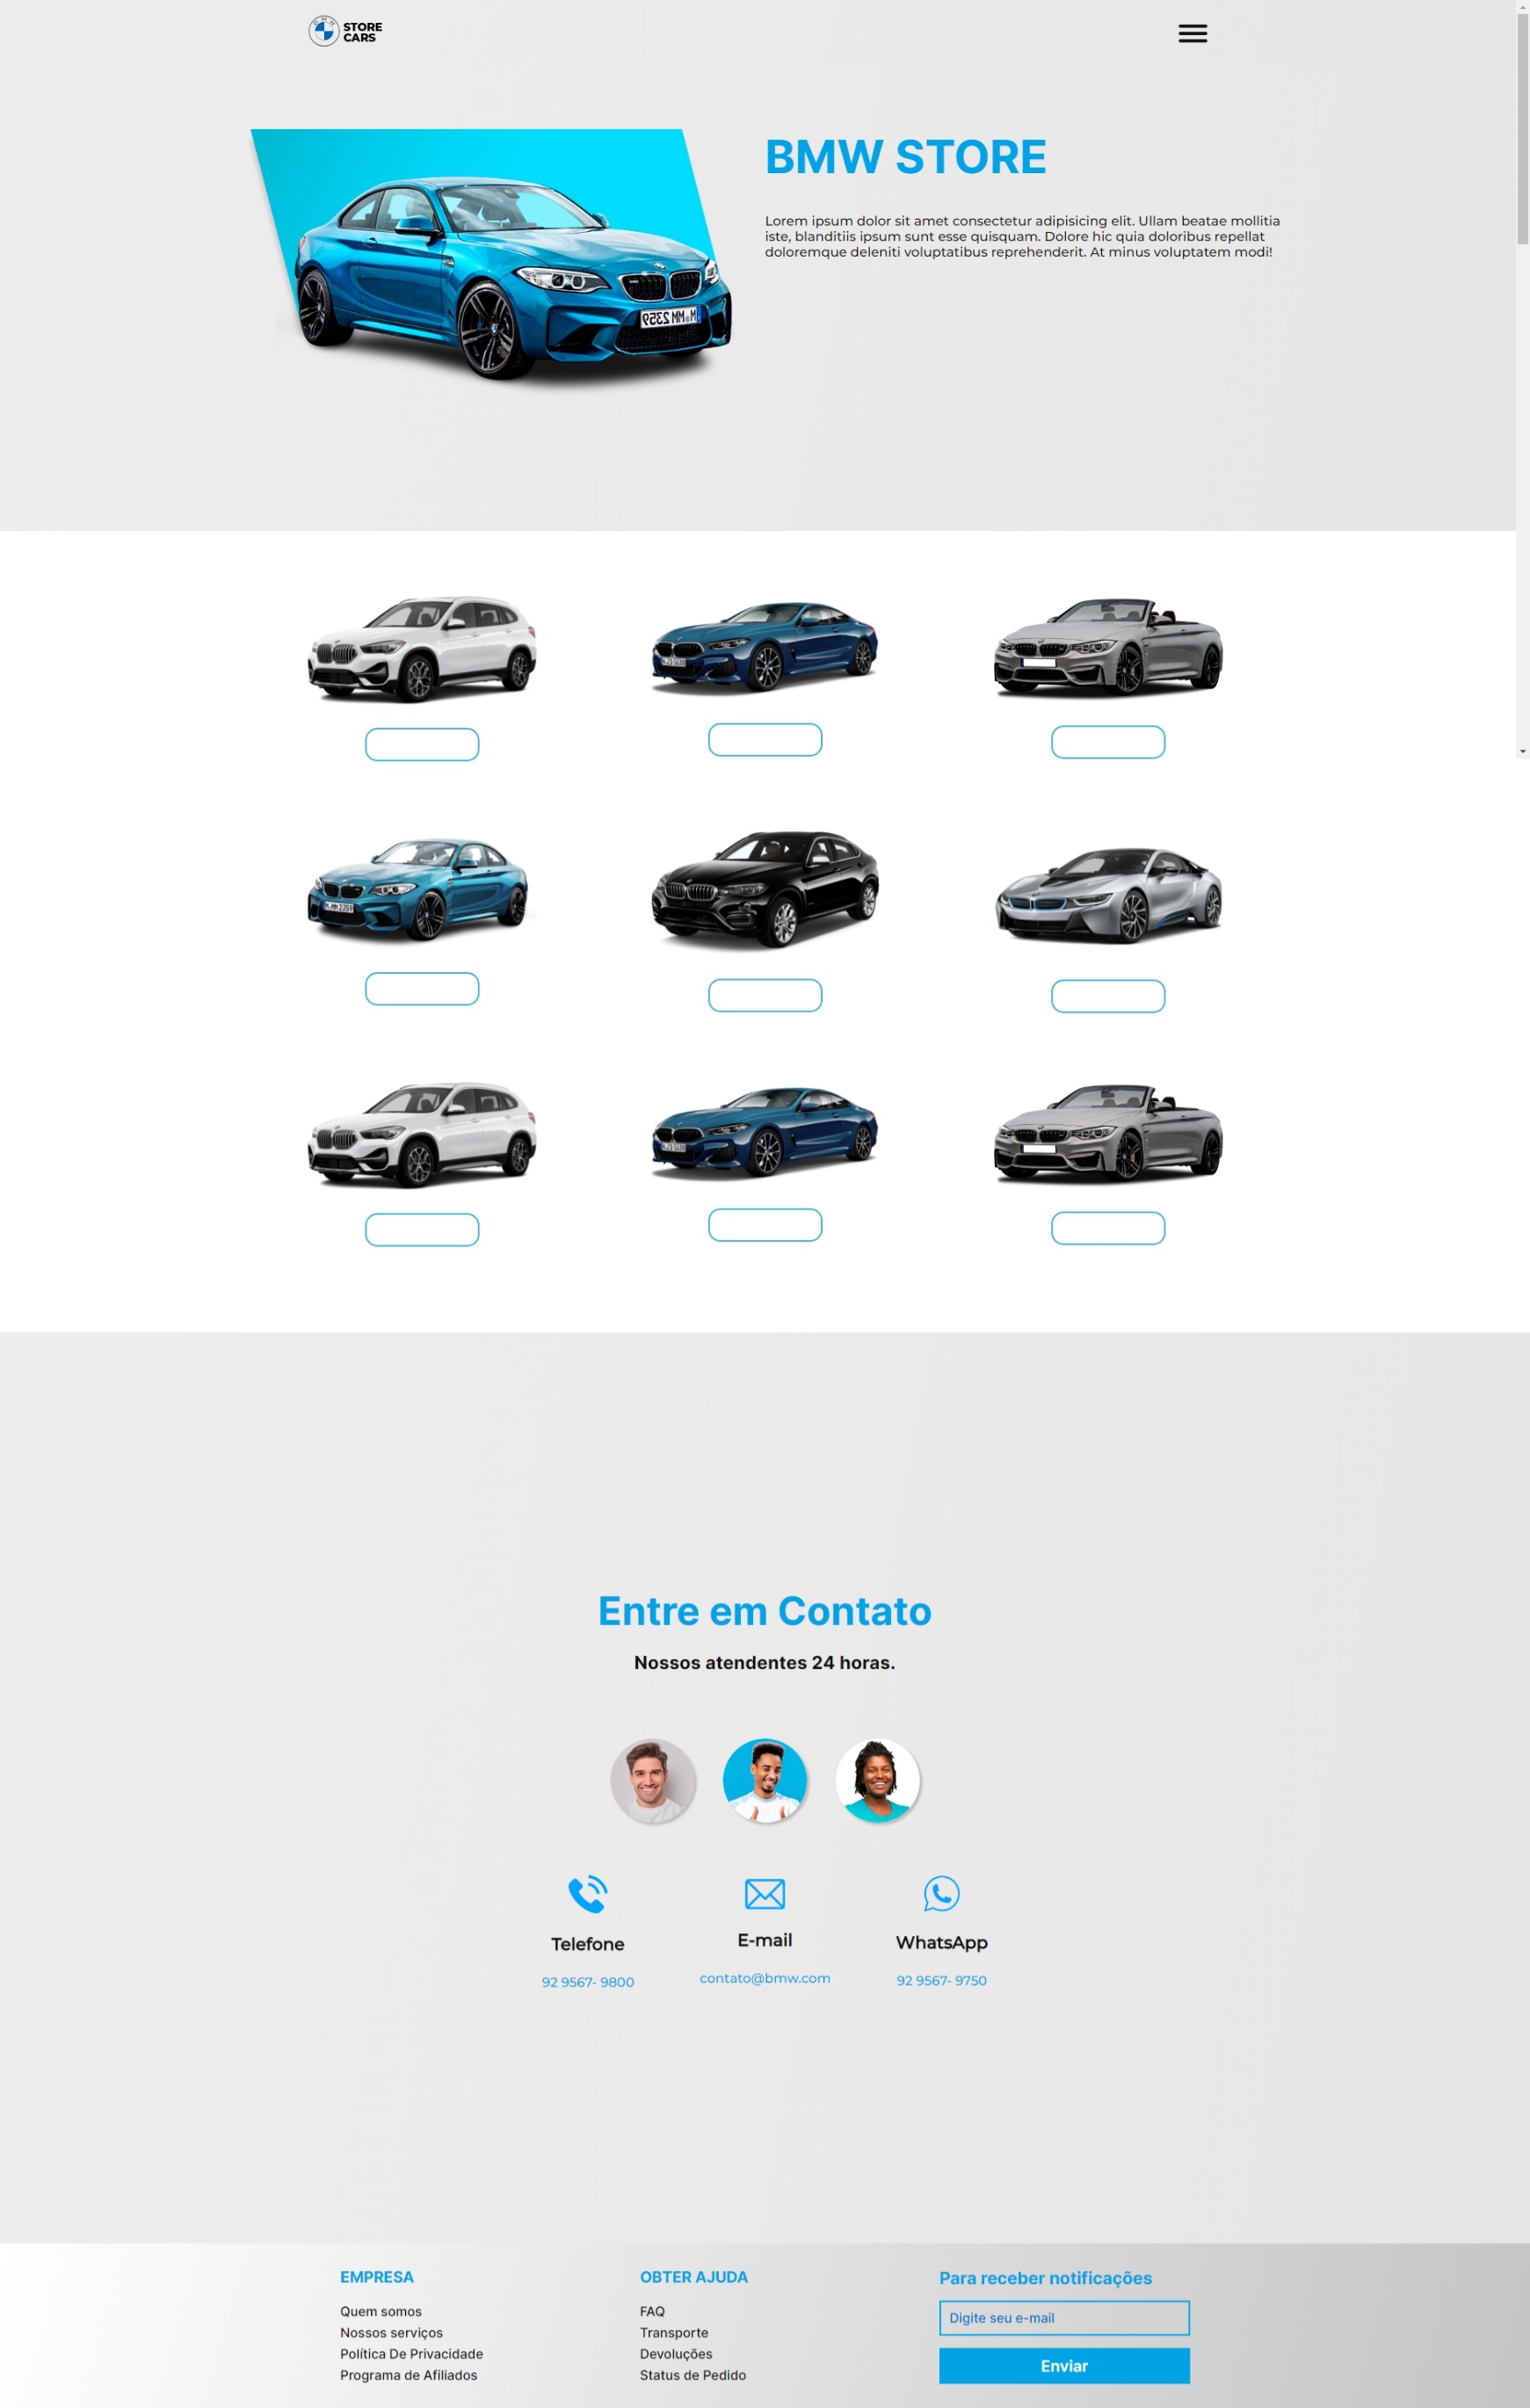 STORE
CARS
BMW STORE
Lorem ipsum dolor sit amet consectetur adipisicing elit. Ullam beatae mollitia
iste, blanditiis ipsum sunt esse quisquam. Dolore hic quia doloribus repellat
doloremque deleniti voluptatibus reprehenderit. At minus voluptatem modi!
Entre em Contato
Nossos atendentes 24 horas.
Telefone
92 9567- 9800
E-mail
contato@bmw.com
WhatsApp
92 9567- 9750
EMPRESA
Quem somos
Nossos serviços
Política De Privacidade
Programa de Afiliados
OBTER AJUDA
FAQ
Transporte
Devoluções
Status de Pedido
Para receber notificações
Digite seu e-mail
Enviar